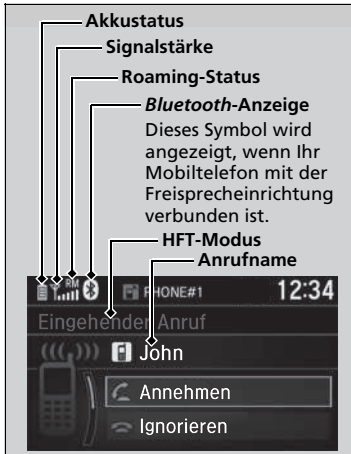 Akkustatus
Signalstärke
Roaming-Status
Bluetooth-Anzeige
Dieses Symbol wird
angezeigt, wenn Ihr
Mobiltelefon mit der
Freisprecheinrichtung
verbunden ist.
HFT-Modus
Anrufname
RM PHONE#1 12:34
Eingehender Anruf
John
Annehmen
Ignorieren